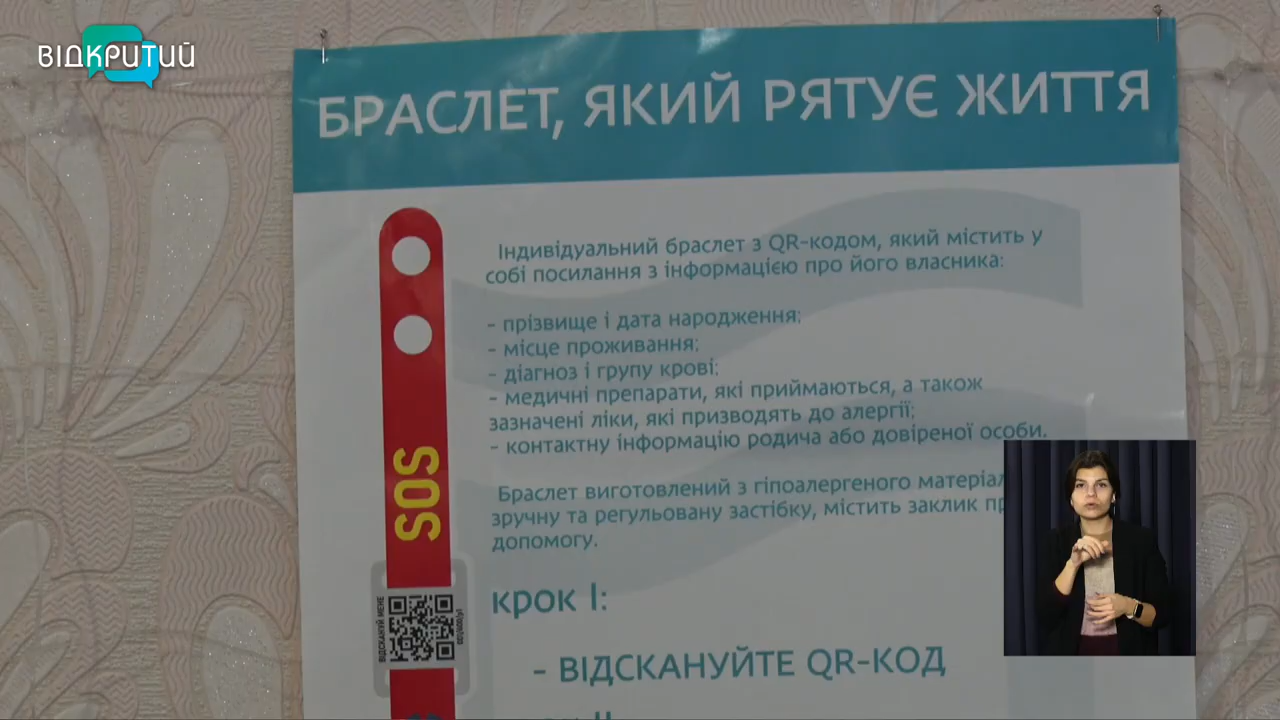 ВІДКРИТИЙ
БРАСЛЕТ, ЯКИЙ РЯТУЄ ЖИТТЯ
Індивідуальний браслет з QR-кодом, який містить у
собі посилання з інформацією про його власника:
- прізвище і дата народження;
- місце проживання;
- діагноз і групу крові;
- медичні препарати, які приймаються, а також
зазначені ліки, які призводять до алергії;
- контактну інформацію родича або довіреної особи.
Браслет виготовлений з гіпоалергеного
зручну та регульовану застібку, містить заклик
допомогу.
SOS
ВІДСКАНУЙ МЕНЕ
крок І:
- ВІДСКАНУЙТЕ QR-КОД